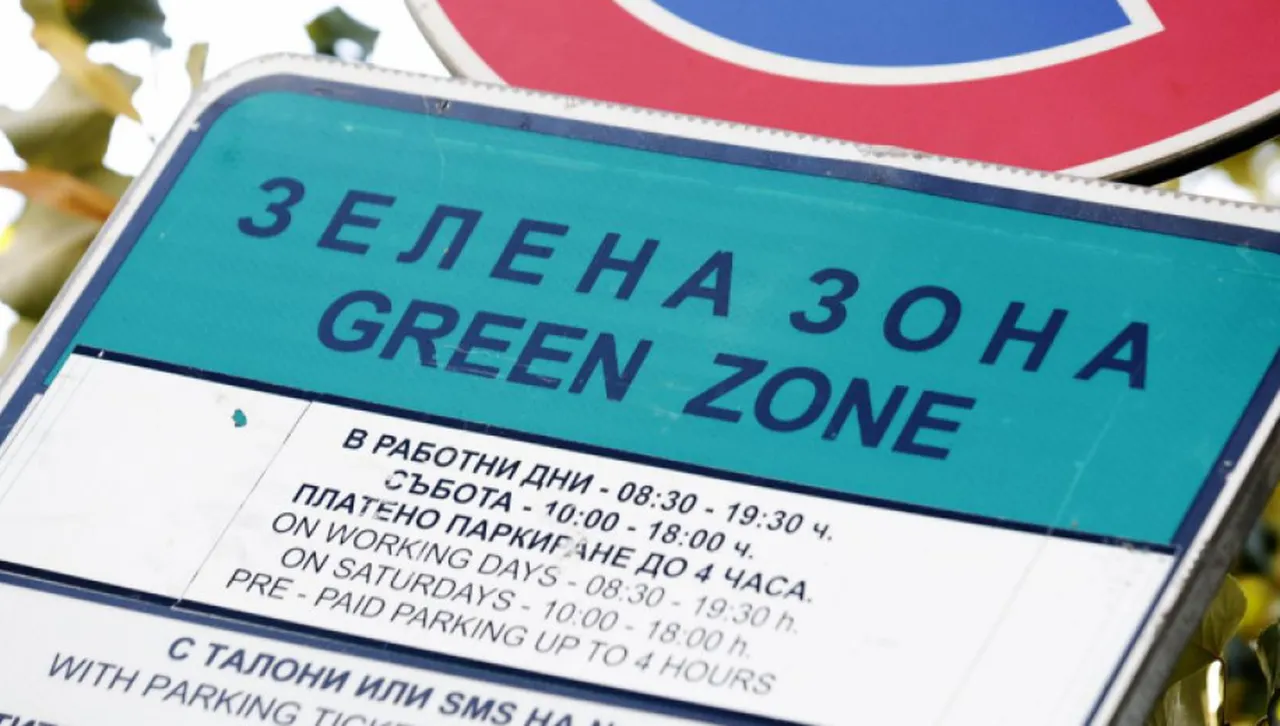 ЗЕЛЕНА ЗОНА
GREEN ZONE
В РАБОТНИ ДНИ - 08:30 - 19:30 ч.
СЪБОТА - 10:00 - 18:00 ч.
ПЛАТЕНО ПАРКИРАНЕ ДО 4 ЧАСА.
ON WORKING DAYS - 08:30 - 19:30 h.
ON SATURDAYS - 10:00 - 18:00 h.
PRE - PAID PARKING UP TO 4 HOURS
С ТАЛОНИ ИЛИ SMS НА
WITH PARKING